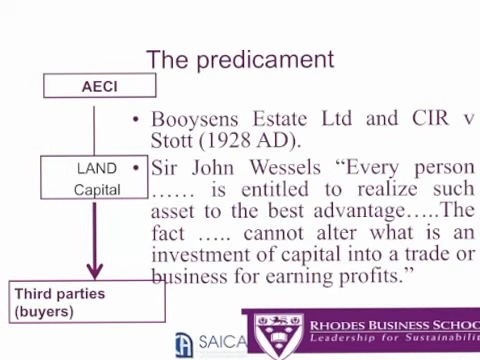 The predicament
AECI
LAND
Capital
Third parties
(buyers)
• Booysens Estate Ltd and CIR v
Stott (1928 AD).
• Sir John Wessels “Every person
…… is entitled to realize such
asset to the best advantage…..The
fact ….. cannot alter what is an
investment of capital into a trade or
business for earning profits.”
SAICA
RHODES BUSINESS SCHOOL
Leadership for Sustainability